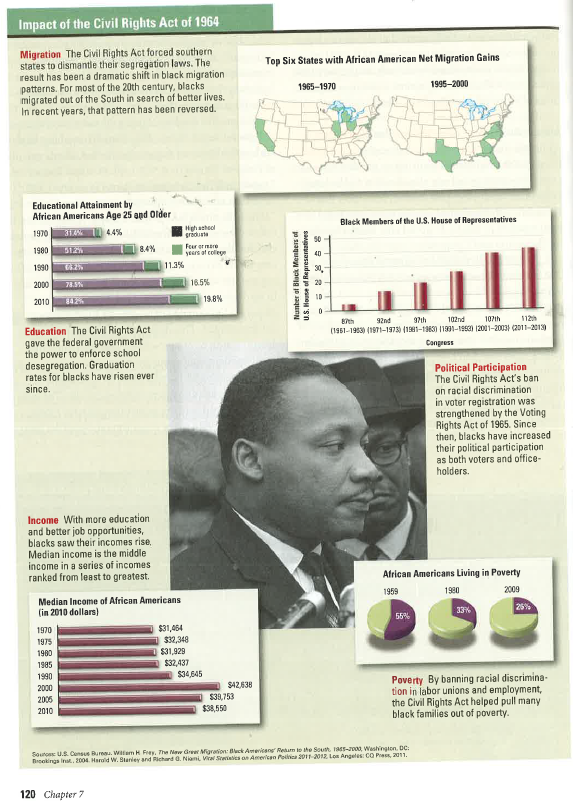 Impact of the Civil Rights Act of 1964
Migration The Civil Rights Act forced southern
states to dismantle their segregation laws. The
result has been a dramatic shift in black migration
patterns. For most of the 20th century, blacks
migrated out of the South in search of better lives.
In recent years, that pattern has been reversed.
Top Six States with African American Net Migration Gains
1965–1970
1995–2000
Educational Attainment by
African Americans Age 25 and Older
1970 31.4% 4.4%
1980 51.2% 8.4%
1990 66.2% 11.3%
2000 78.5% 16.5%
2010 84.2% 19.8%
High school
graduate
Four or more
years of college
Education The Civil Rights Act
gave the federal government
the power to enforce school
desegregation. Graduation
rates for blacks have risen ever
since.
Black Members of the U.S. House of Representatives
Number of Black Members of
U.S. House of Representatives
50
40
30
20
10
0
87th 92nd 97th 102nd 107th 112th
(1961–1963) (1971–1973) (1981–1983) (1991–1993) (2001–2003) (2011–2013)
Congress
Political Participation
The Civil Rights Act's ban
on racial discrimination
in voter registration was
strengthened by the Voting
Rights Act of 1965. Since
then, blacks have increased
their political participation
as both voters and office-
holders.
Income With more education
and better job opportunities,
blacks saw their incomes rise.
Median income is the middle
income in a series of incomes
ranked from least to greatest.
Median Income of African Americans
(in 2010 dollars)
1970 $31,464
1975 $32,348
1980 $31,929
1985 $32,437
1990 $34,645
2000 $42,638
2005 $39,753
2010 $38,550
African Americans Living in Poverty
1959 1980 2009
55% 33% 26%
Poverty By banning racial discrimina-
tion in labor unions and employment,
the Civil Rights Act helped pull many
black families out of poverty.
Sources: U.S. Census Bureau. William H. Frey, The New Great Migration: Black Americans' Return to the South, 1965–2000, Washington, DC:
Brookings Inst., 2004. Harold W. Stanley and Richard G. Niemi, Vital Statistics on American Politics 2011–2012, Los Angeles: CQ Press, 2011.
120 Chapter 7